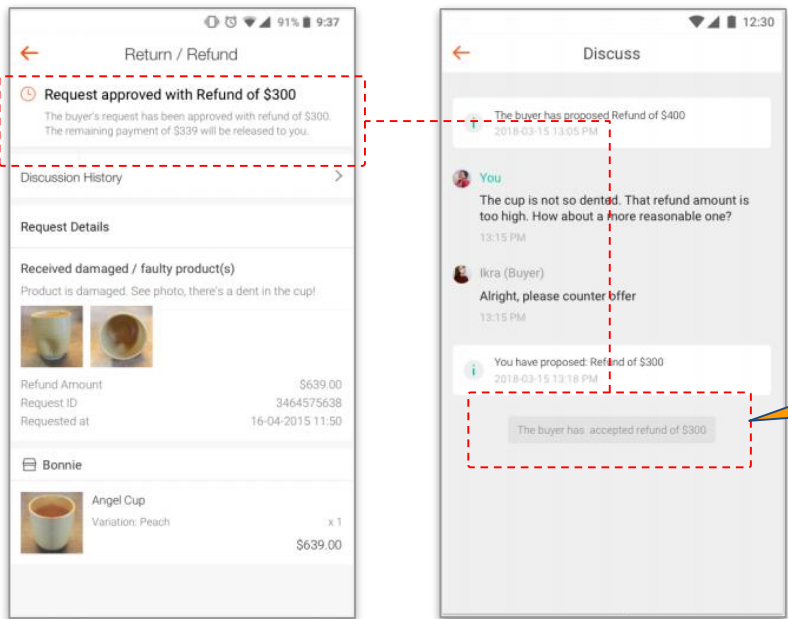 91% 9:37
Return / Refund
Request approved with Refund of $300
The buyer's request has been approved with refund of $300.
The remaining payment of $339 will be released to you.
Discussion History
Request Details
Received damaged / faulty product(s)
Product is damaged. See photo, there's a dent in the cup!
Refund Amount $639.00
Request ID 3464575638
Requested at 16-04-2015 11:50
Bonnie
Angel Cup
Variation: Peach x 1
$639.00
12:30
Discuss
The buyer has proposed Refund of $400
2018-03-15 13:05 PM
You
The cup is not so dented. That refund amount is
too high. How about a more reasonable one?
13:15 PM
Ikra (Buyer)
Alright, please counter offer
13:15 PM
You have proposed: Refund of $300
2018-03-15 13:18 PM
The buyer has accepted refund of $300